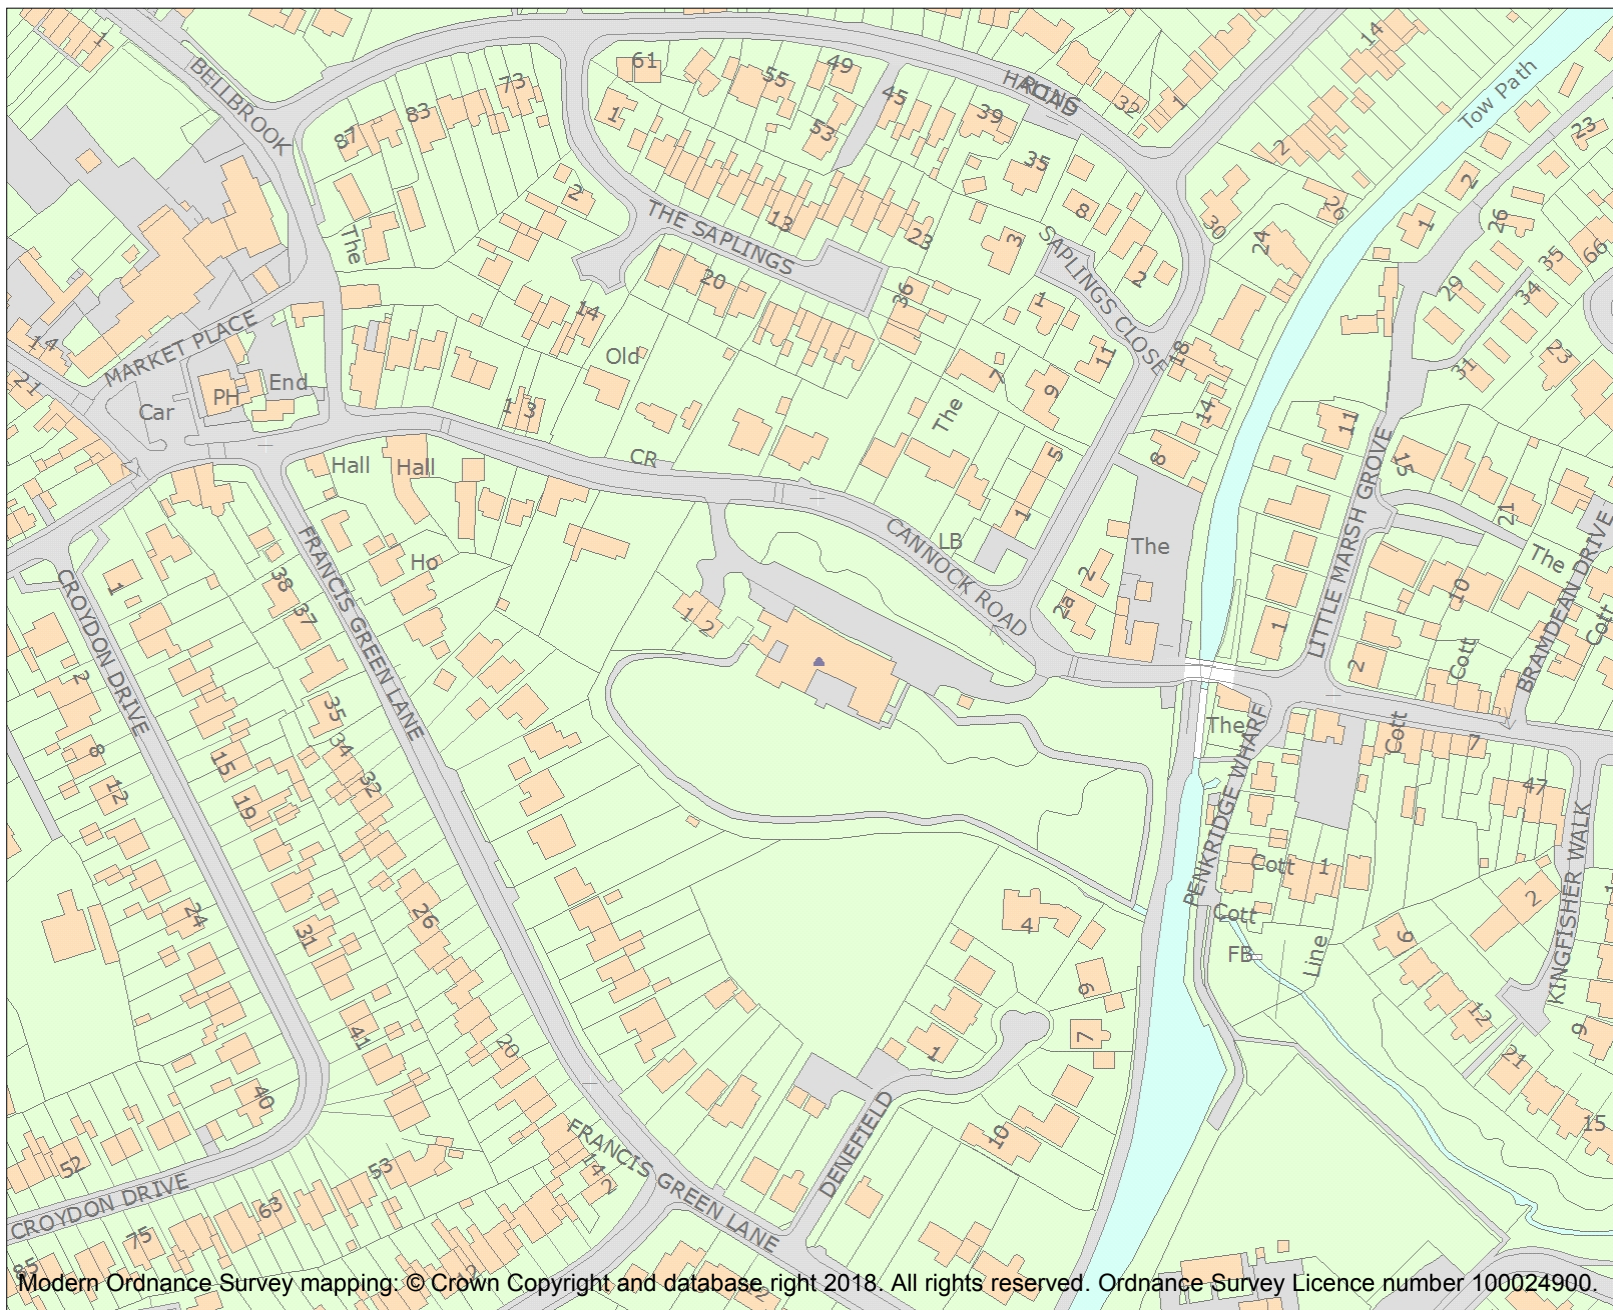 1
BELLBROOK
87
83
73
61
55
49
45
53
39
HALING
ROAD
32
1
14
Tow Path
1
2
2
23
2
26
1
35
8
30
24
26
66
35
29
34
The
THE SAPLINGS
13
23
3
SAPLINGS CLOSE
2
20
36
1
14
14
MARKET PLACE
11
18
31
23
21
Car
PH
End
Old
7
9
14
1
3
The
11
Hall
Hall
CR
5
8
15
LITTLE MARSH GROVE
CANNOCK ROAD
LB
1
The
21
FRANCIS GREEN LANE
Ho
1
38
37
CROYDON DRIVE
2
2a
The
10
BRAMDEAN DRIVE
1
2
1
Cott
Cott
2
2
35
34
The
PENKRIDGE WHARF
Cott
7
8
15
32
12
19
47
KINGFISHER WALK
Cott
1
2
24
26
4
Cott
31
FB
Line
6
6
12
41
20
1
7
9
21
40
15
DENEFIELD
10
FRANCIS GREEN LANE
14
2
52
53
CROYDON DRIVE
63
75
85
12
Modern Ordnance Survey mapping: © Crown Copyright and database right 2018. All rights reserved. Ordnance Survey Licence number 100024900.